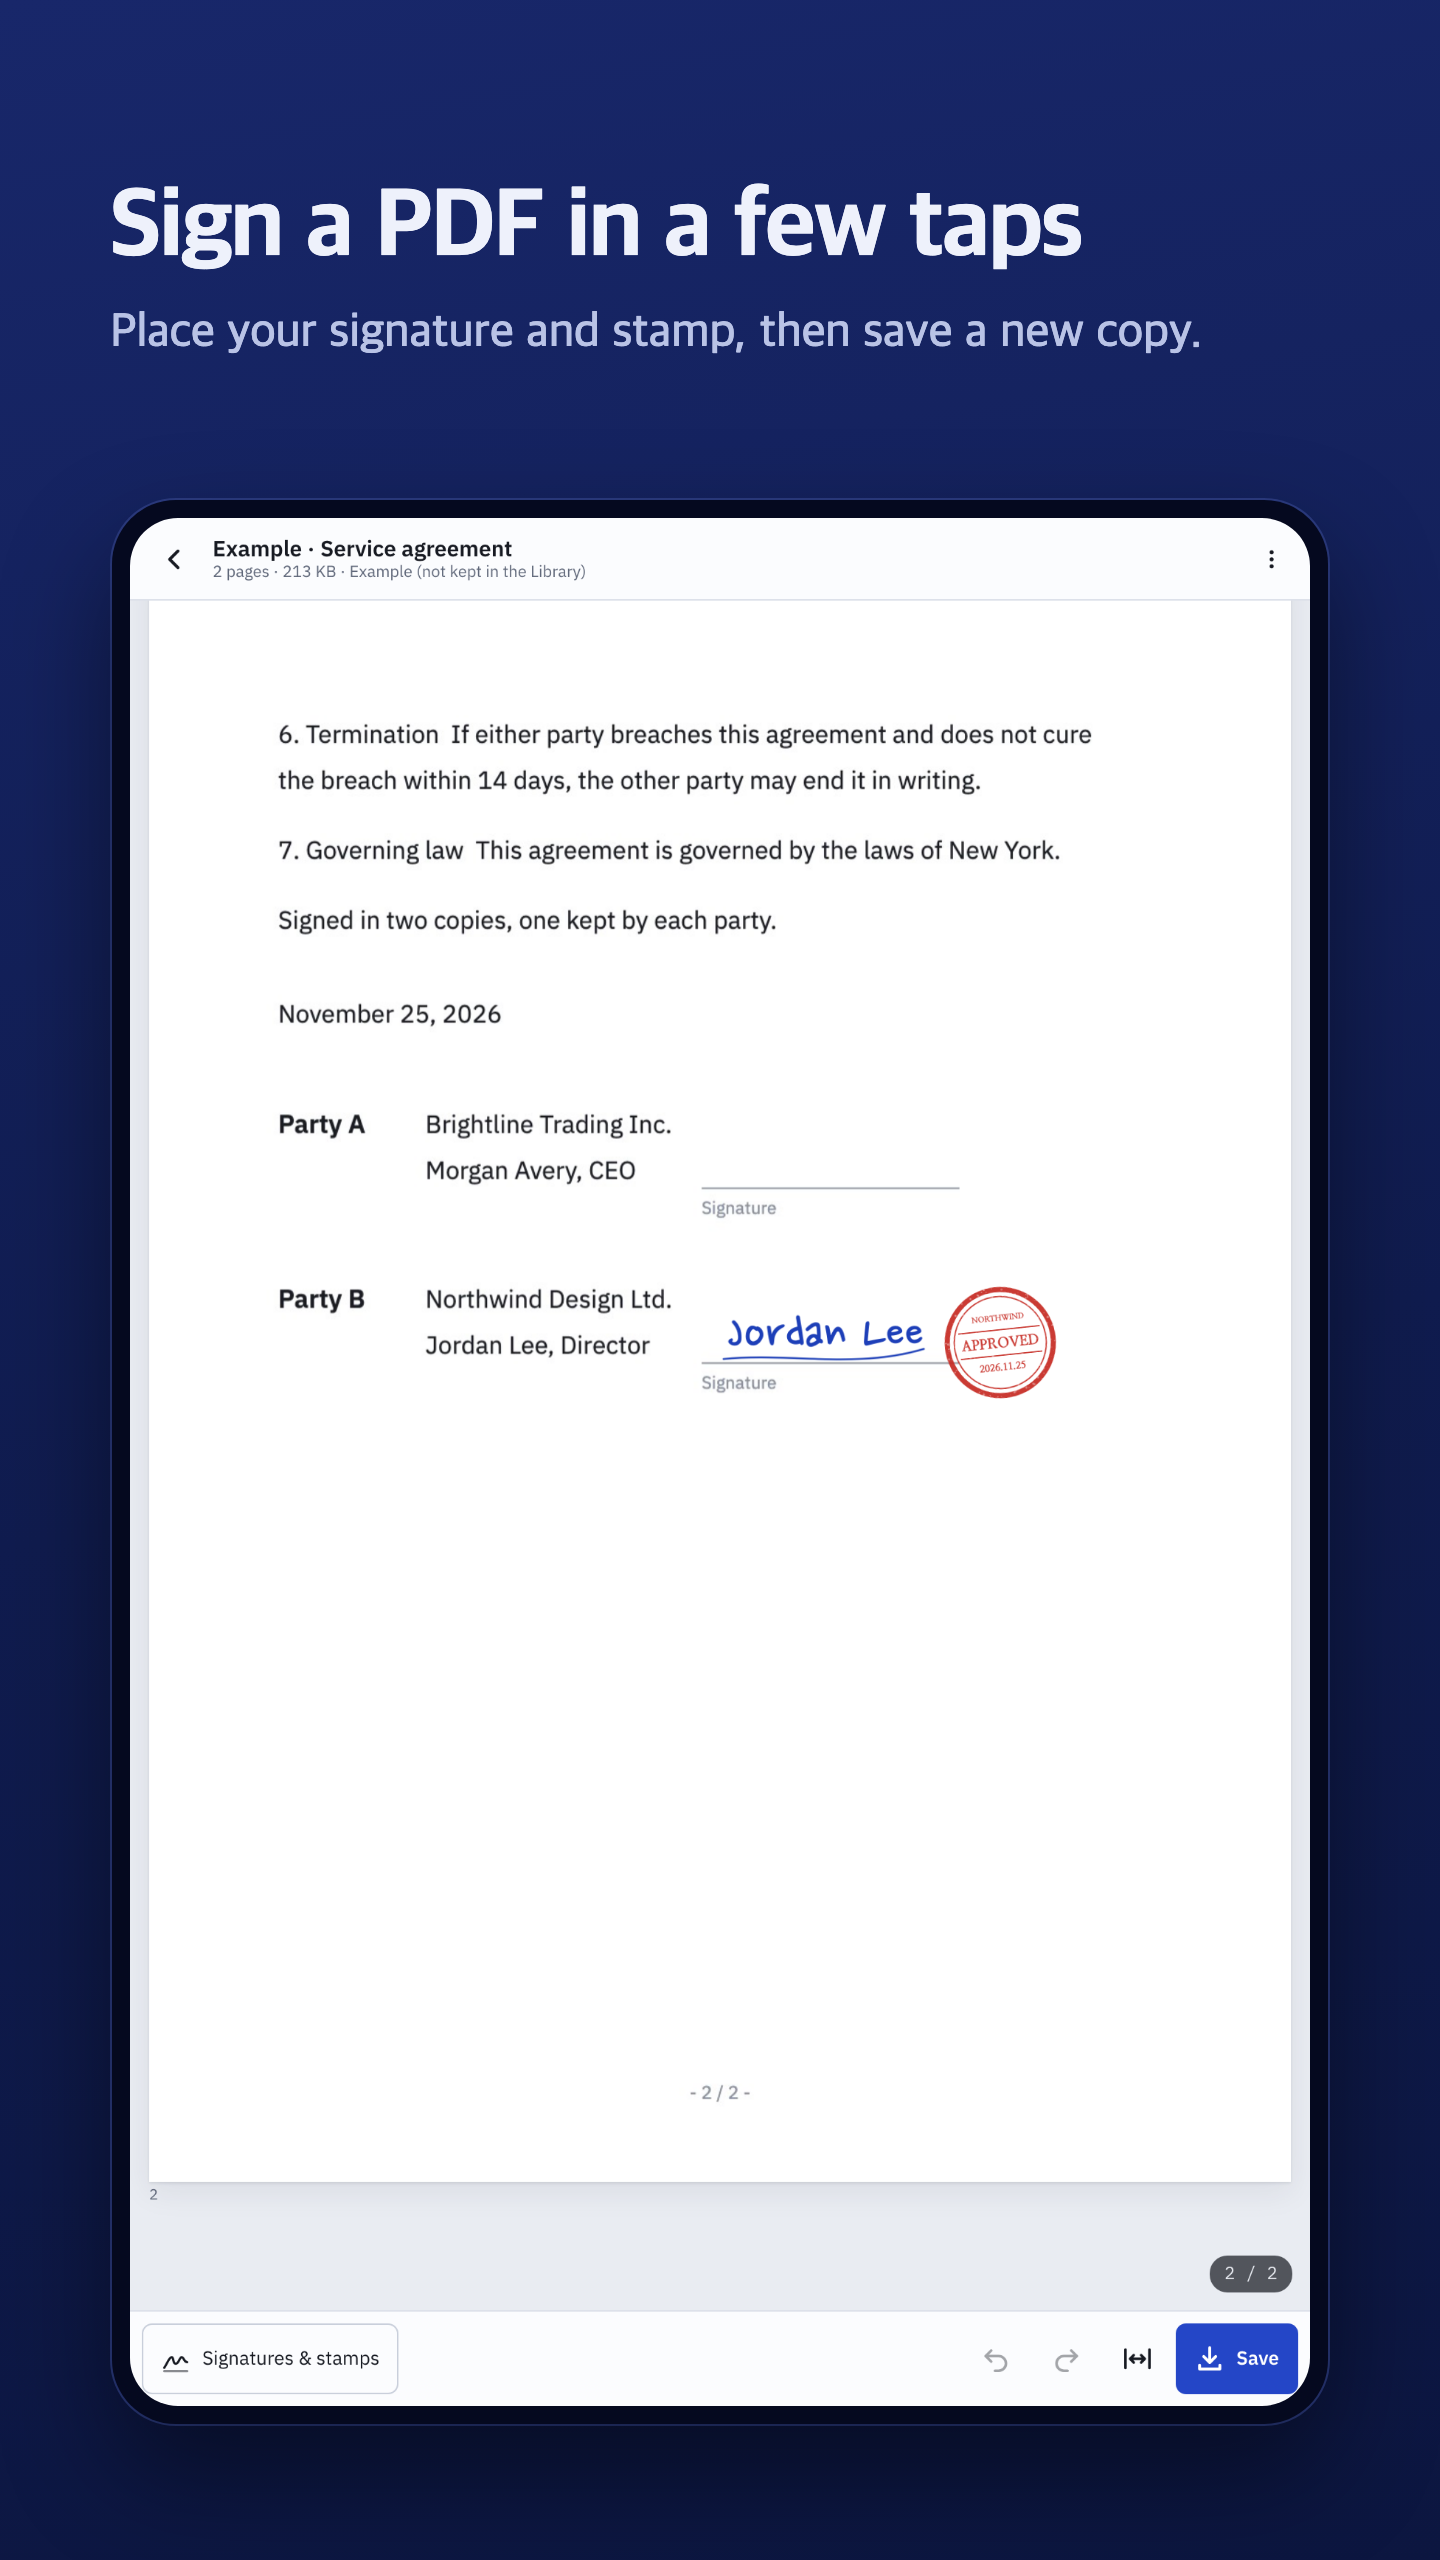 Sign a PDF in a few taps
Place your signature and stamp, then save a new copy.
Example · Service agreement
2 pages · 213 KB · Example (not kept in the Library)
6. Termination  If either party breaches this agreement and does not cure
the breach within 14 days, the other party may end it in writing.
7. Governing law  This agreement is governed by the laws of New York.
Signed in two copies, one kept by each party.
November 25, 2026
Party A  Brightline Trading Inc.
Morgan Avery, CEO
Signature
Party B  Northwind Design Ltd.
Jordan Lee, Director
Jordan Lee
Signature
NORTHWIND
APPROVED
2026.11.25
- 2 / 2 -
2
2 / 2
Signatures & stamps
Save